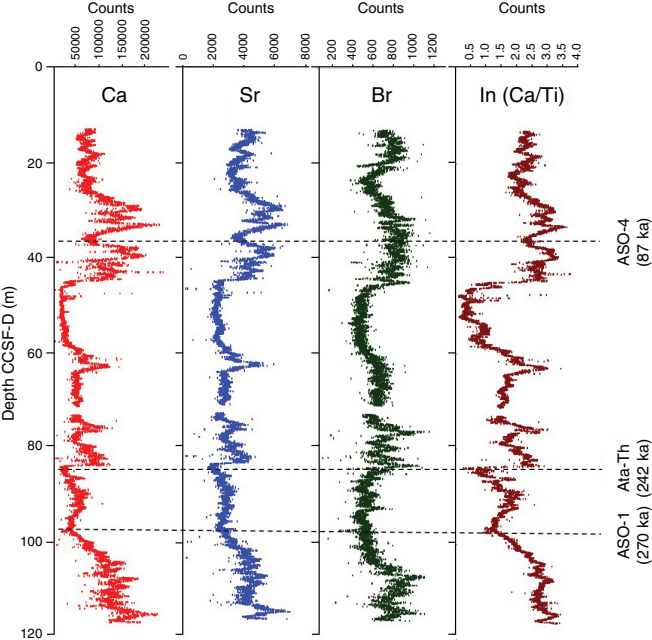 Counts Counts Counts Counts
50000 100000 150000 200000 0 2000 4000 6000 8000 200 400 600 800 1000 1200 0.5 1.0 1.5 2.0 2.5 3.0 3.5 4.0
0
Ca Sr Br In (Ca/Ti)
20
40
60
80
100
120
Depth CCSF-D (m)
ASO-4
(87 ka)
Ata-Th
(242 ka)
ASO-1
(270 ka)